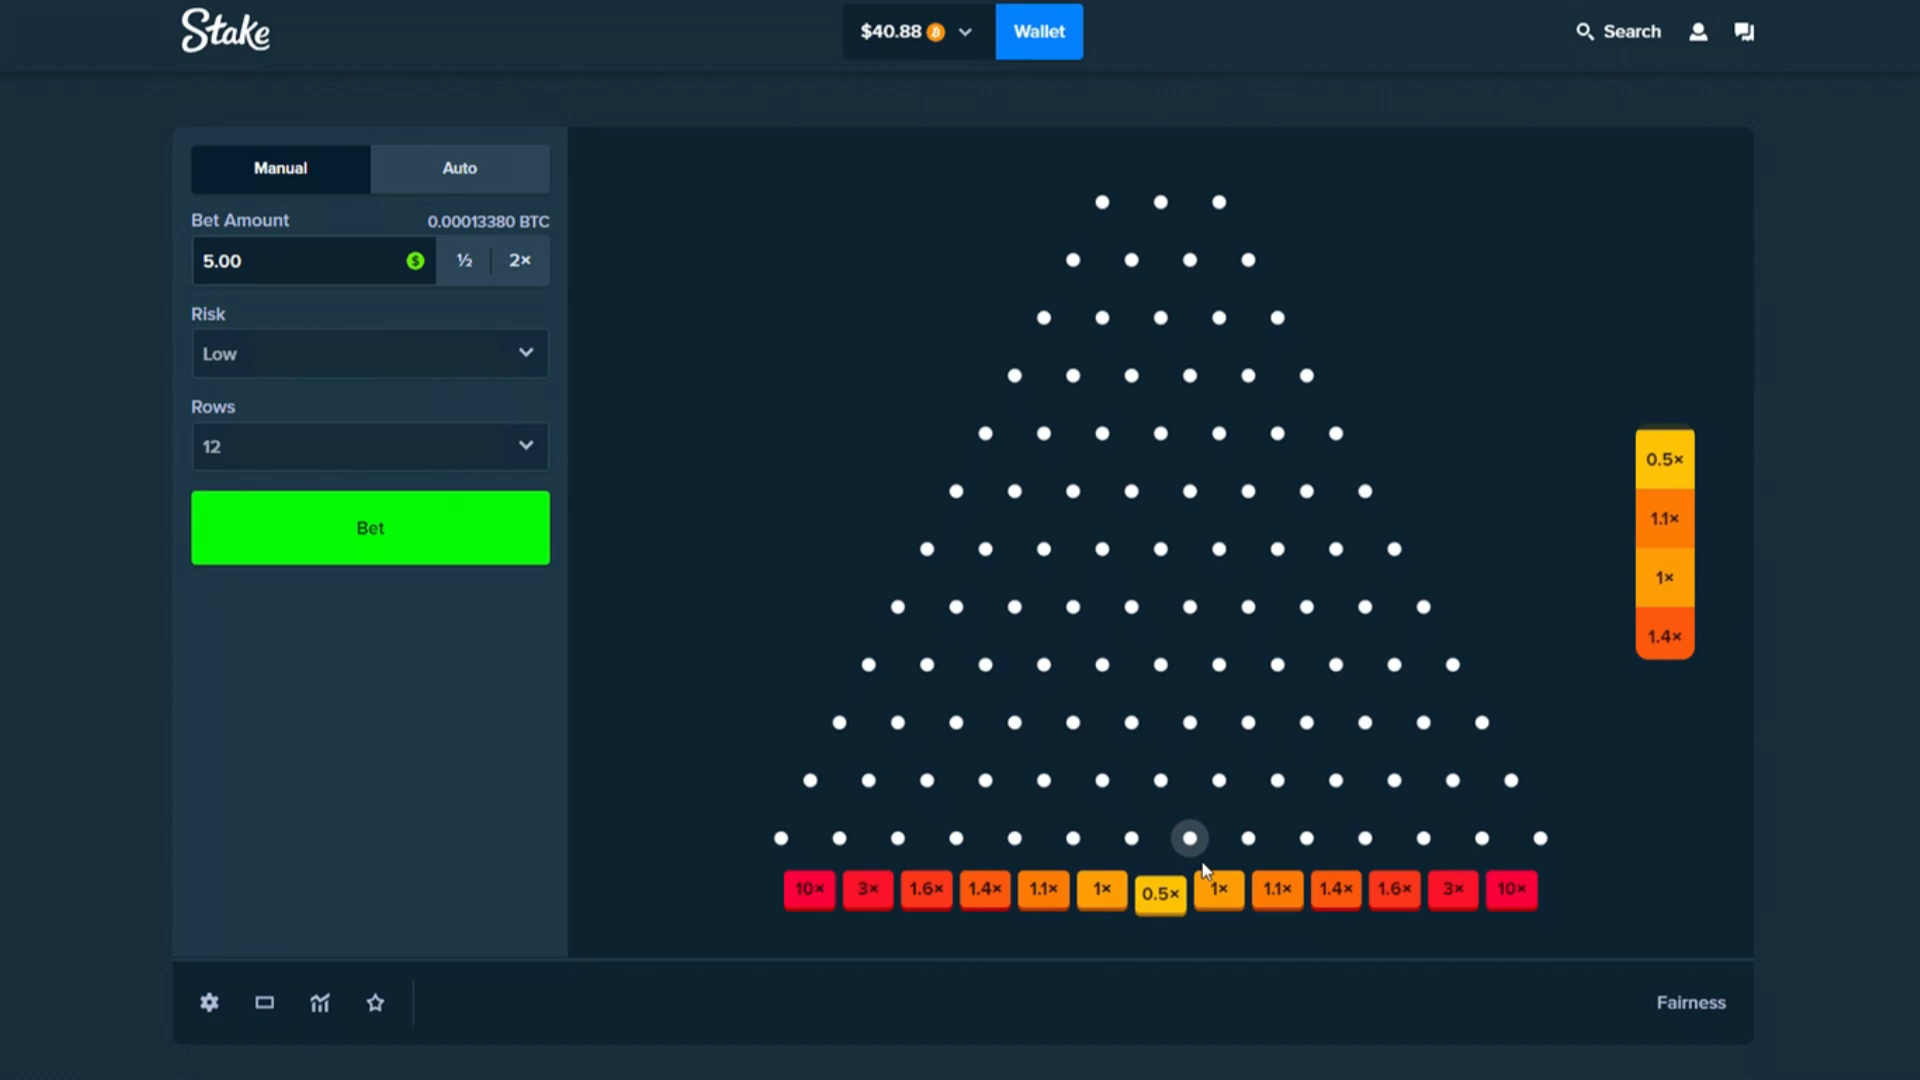 Stake
$40.88
Wallet
Search
Manual
Auto
Bet Amount
0.00013380 BTC
5.00
$
½
2×
Risk
Low
Rows
12
Bet
0.5×
1.1×
1×
1.4×
10× 3× 1.6× 1.4× 1.1× 1× 0.5× 1× 1.1× 1.4× 1.6× 3× 10×
Fairness